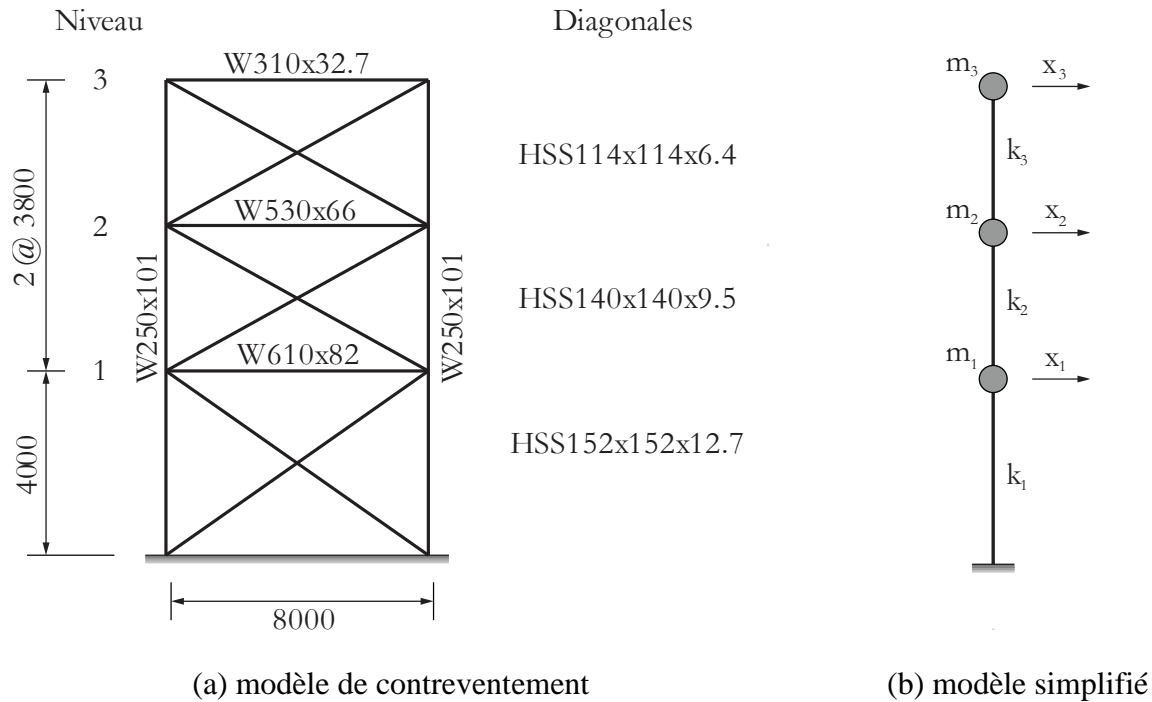 Niveau
Diagonales
3
W310x32.7
HSS114x114x6.4
2
W530x66
2 @ 3800
W250x101
W250x101
HSS140x140x9.5
1
W610x82
4000
HSS152x152x12.7
8000
(a) modèle de contreventement
m3
x3
k3
m2
x2
k2
m1
x1
k1
(b) modèle simplifié